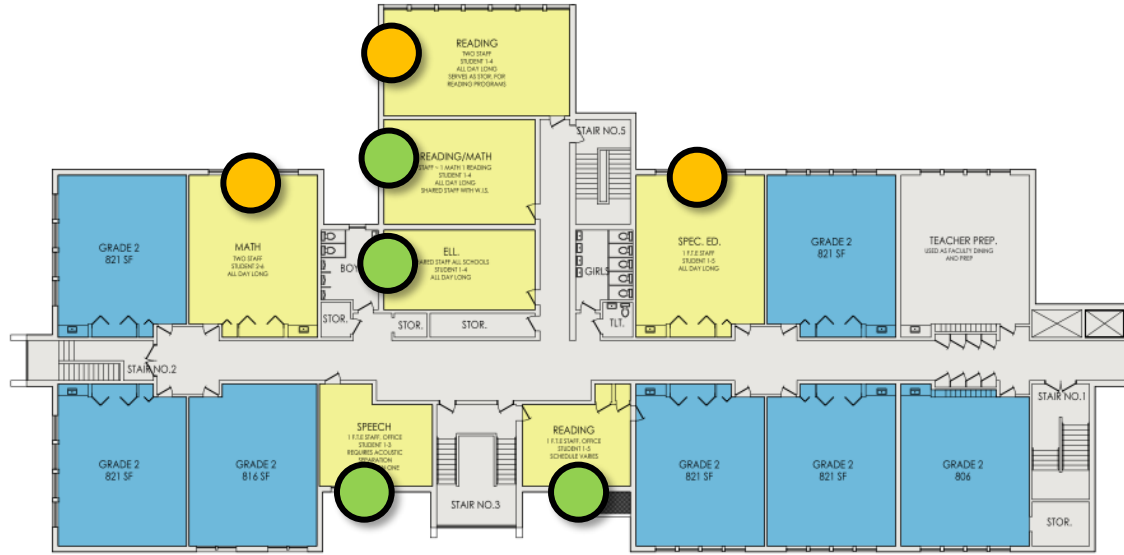 READING
TWO STAFF
STUDENT 1-4
ALL DAY LONG
SERVES AS STOR. FOR
READING PROGRAMS
STAIR NO.5
READING/MATH
STAFF - 1 MATH 1 READING
STUDENT 1-4
ALL DAY LONG
SHARED STAFF WITH W.I.S.
GRADE 2
821 SF
MATH
TWO STAFF
STUDENT 2-6
ALL DAY LONG
BOY
ELL.
STAFF ALL SCHOOLS
STUDENT 1-4
ALL DAY LONG
GIRLS
SPEC. ED.
1 F.T.E STAFF
STUDENT 1-5
ALL DAY LONG
GRADE 2
821 SF
TEACHER PREP.
USED AS FACULTY DINING
AND PREP
STOR.
STOR.
STOR.
TLT.
STAIR NO.2
STAIR NO.1
GRADE 2
821 SF
GRADE 2
816 SF
SPEECH
1 F.T.E STAFF, OFFICE
STUDENT 1-3
REQUIRES ACOUSTIC
SEPARATION
ONE
STAIR NO.3
READING
1 F.T.E STAFF, OFFICE
STUDENT 1-5
SCHEDULE VARIES
GRADE 2
821 SF
GRADE 2
821 SF
GRADE 2
806
STOR.